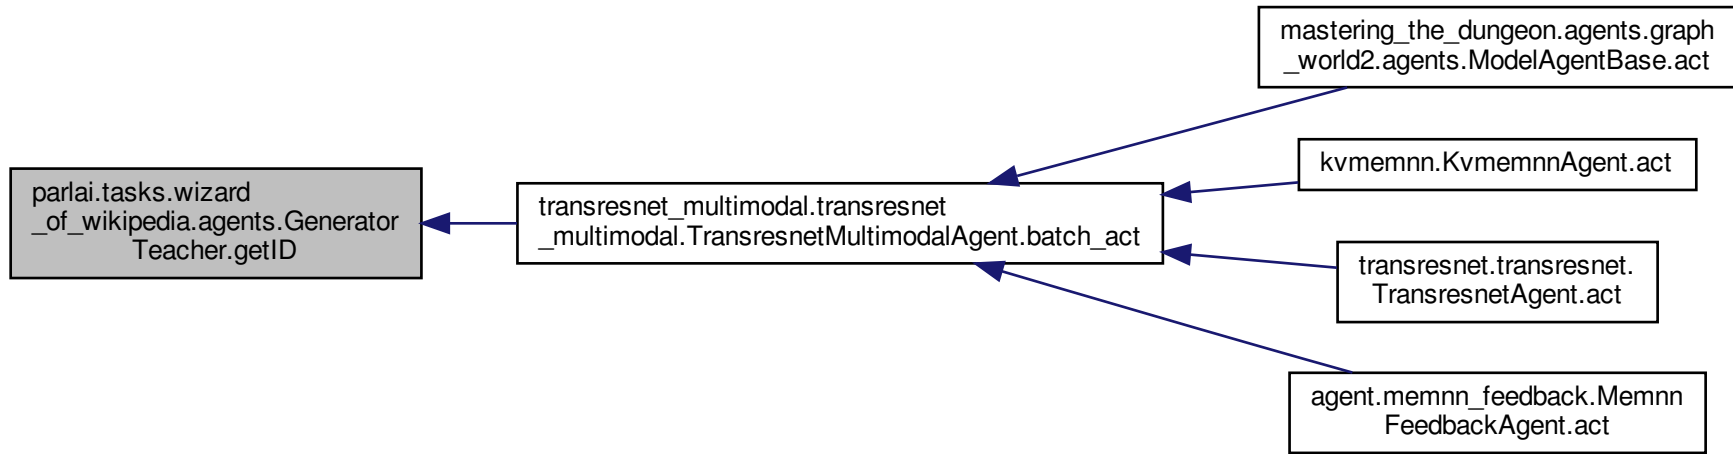 parlai.tasks.wizard
_of_wikipedia.agents.Generator
Teacher.getID
transresnet_multimodal.transresnet
_multimodal.TransresnetMultimodalAgent.batch_act
mastering_the_dungeon.agents.graph
_world2.agents.ModelAgentBase.act
kvmemnn.KvmemnnAgent.act
transresnet.transresnet.
TransresnetAgent.act
agent.memnn_feedback.Memnn
FeedbackAgent.act